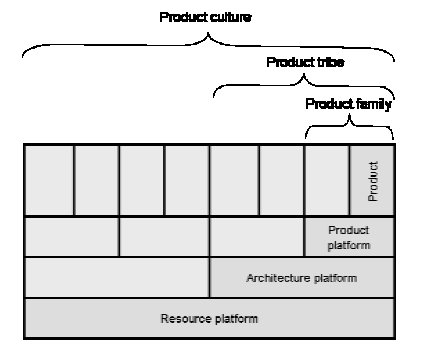 Product culture
Product tribe
Product family
Product
Product
platform
Architecture platform
Resource platform